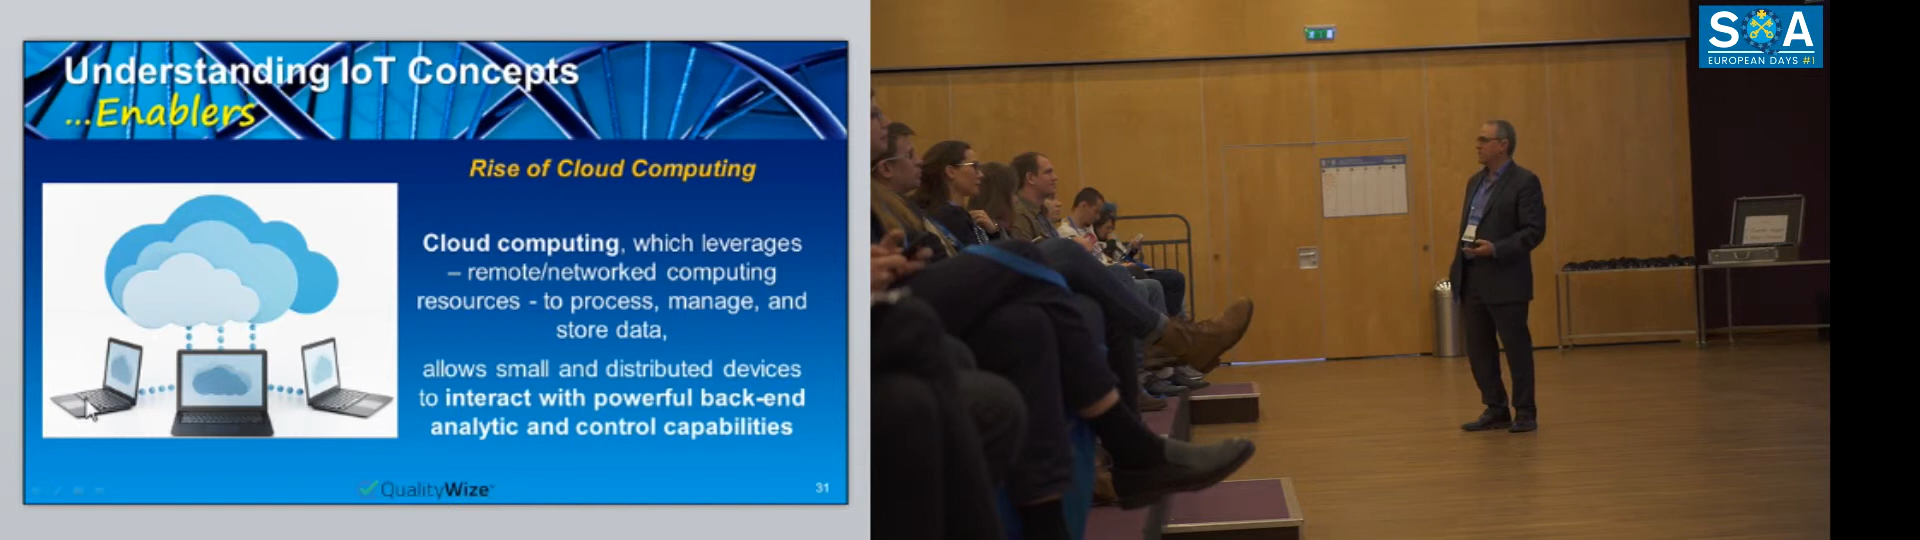 Understanding IoT Concepts
...Enablers
Rise of Cloud Computing
Cloud computing, which leverages
– remote/networked computing
resources - to process, manage, and
store data,
allows small and distributed devices
to interact with powerful back-end
analytic and control capabilities
QualityWize
31
S A
EUROPEAN DAYS #1